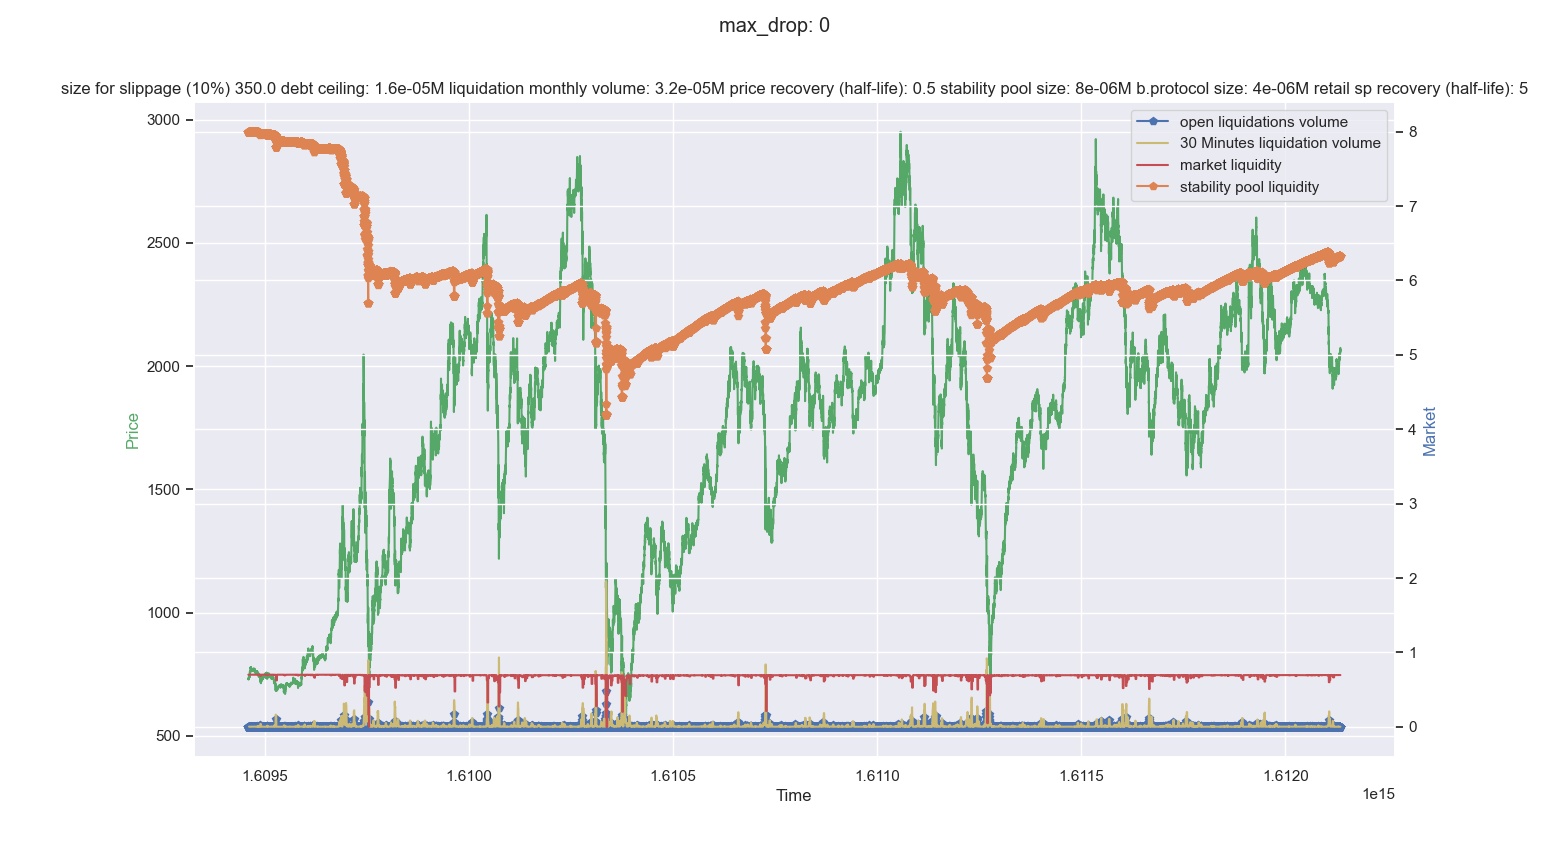 max_drop: 0
size for slippage (10%) 350.0 debt ceiling: 1.6e-05M liquidation monthly volume: 3.2e-05M price recovery (half-life): 0.5 stability pool size: 8e-06M b.protocol size: 4e-06M retail sp recovery (half-life): 5
open liquidations volume
30 Minutes liquidation volume
market liquidity
stability pool liquidity
3000
2500
2000
1500
1000
500
Price
8
7
6
5
4
3
2
1
0
Market
1.6095 1.6100 1.6105 1.6110 1.6115 1.6120
Time
1e15